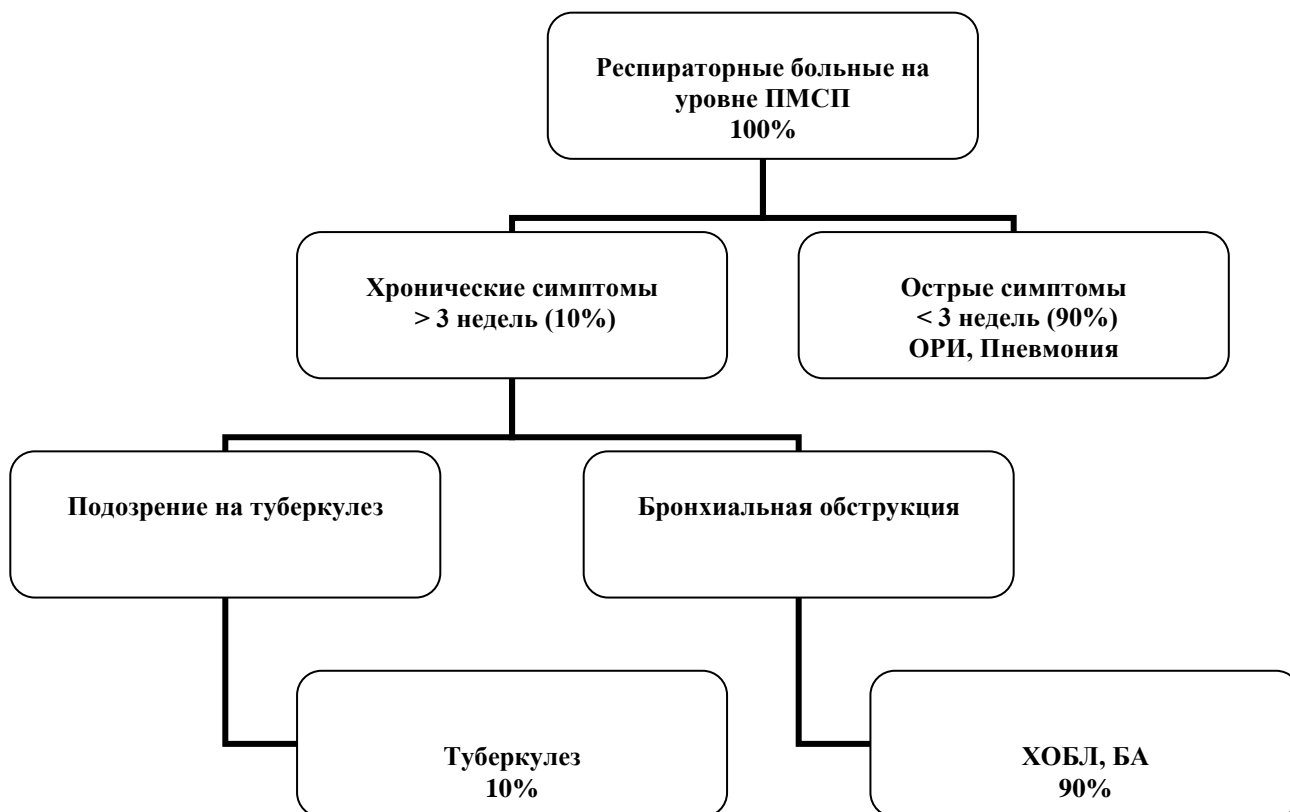 Респираторные больные на
уровне ПМСП
100%
Хронические симптомы
> 3 недель (10%)
Острые симптомы
< 3 недель (90%)
ОРИ, Пневмония
Подозрение на туберкулез
Бронхиальная обструкция
Туберкулез
10%
ХОБЛ, БА
90%